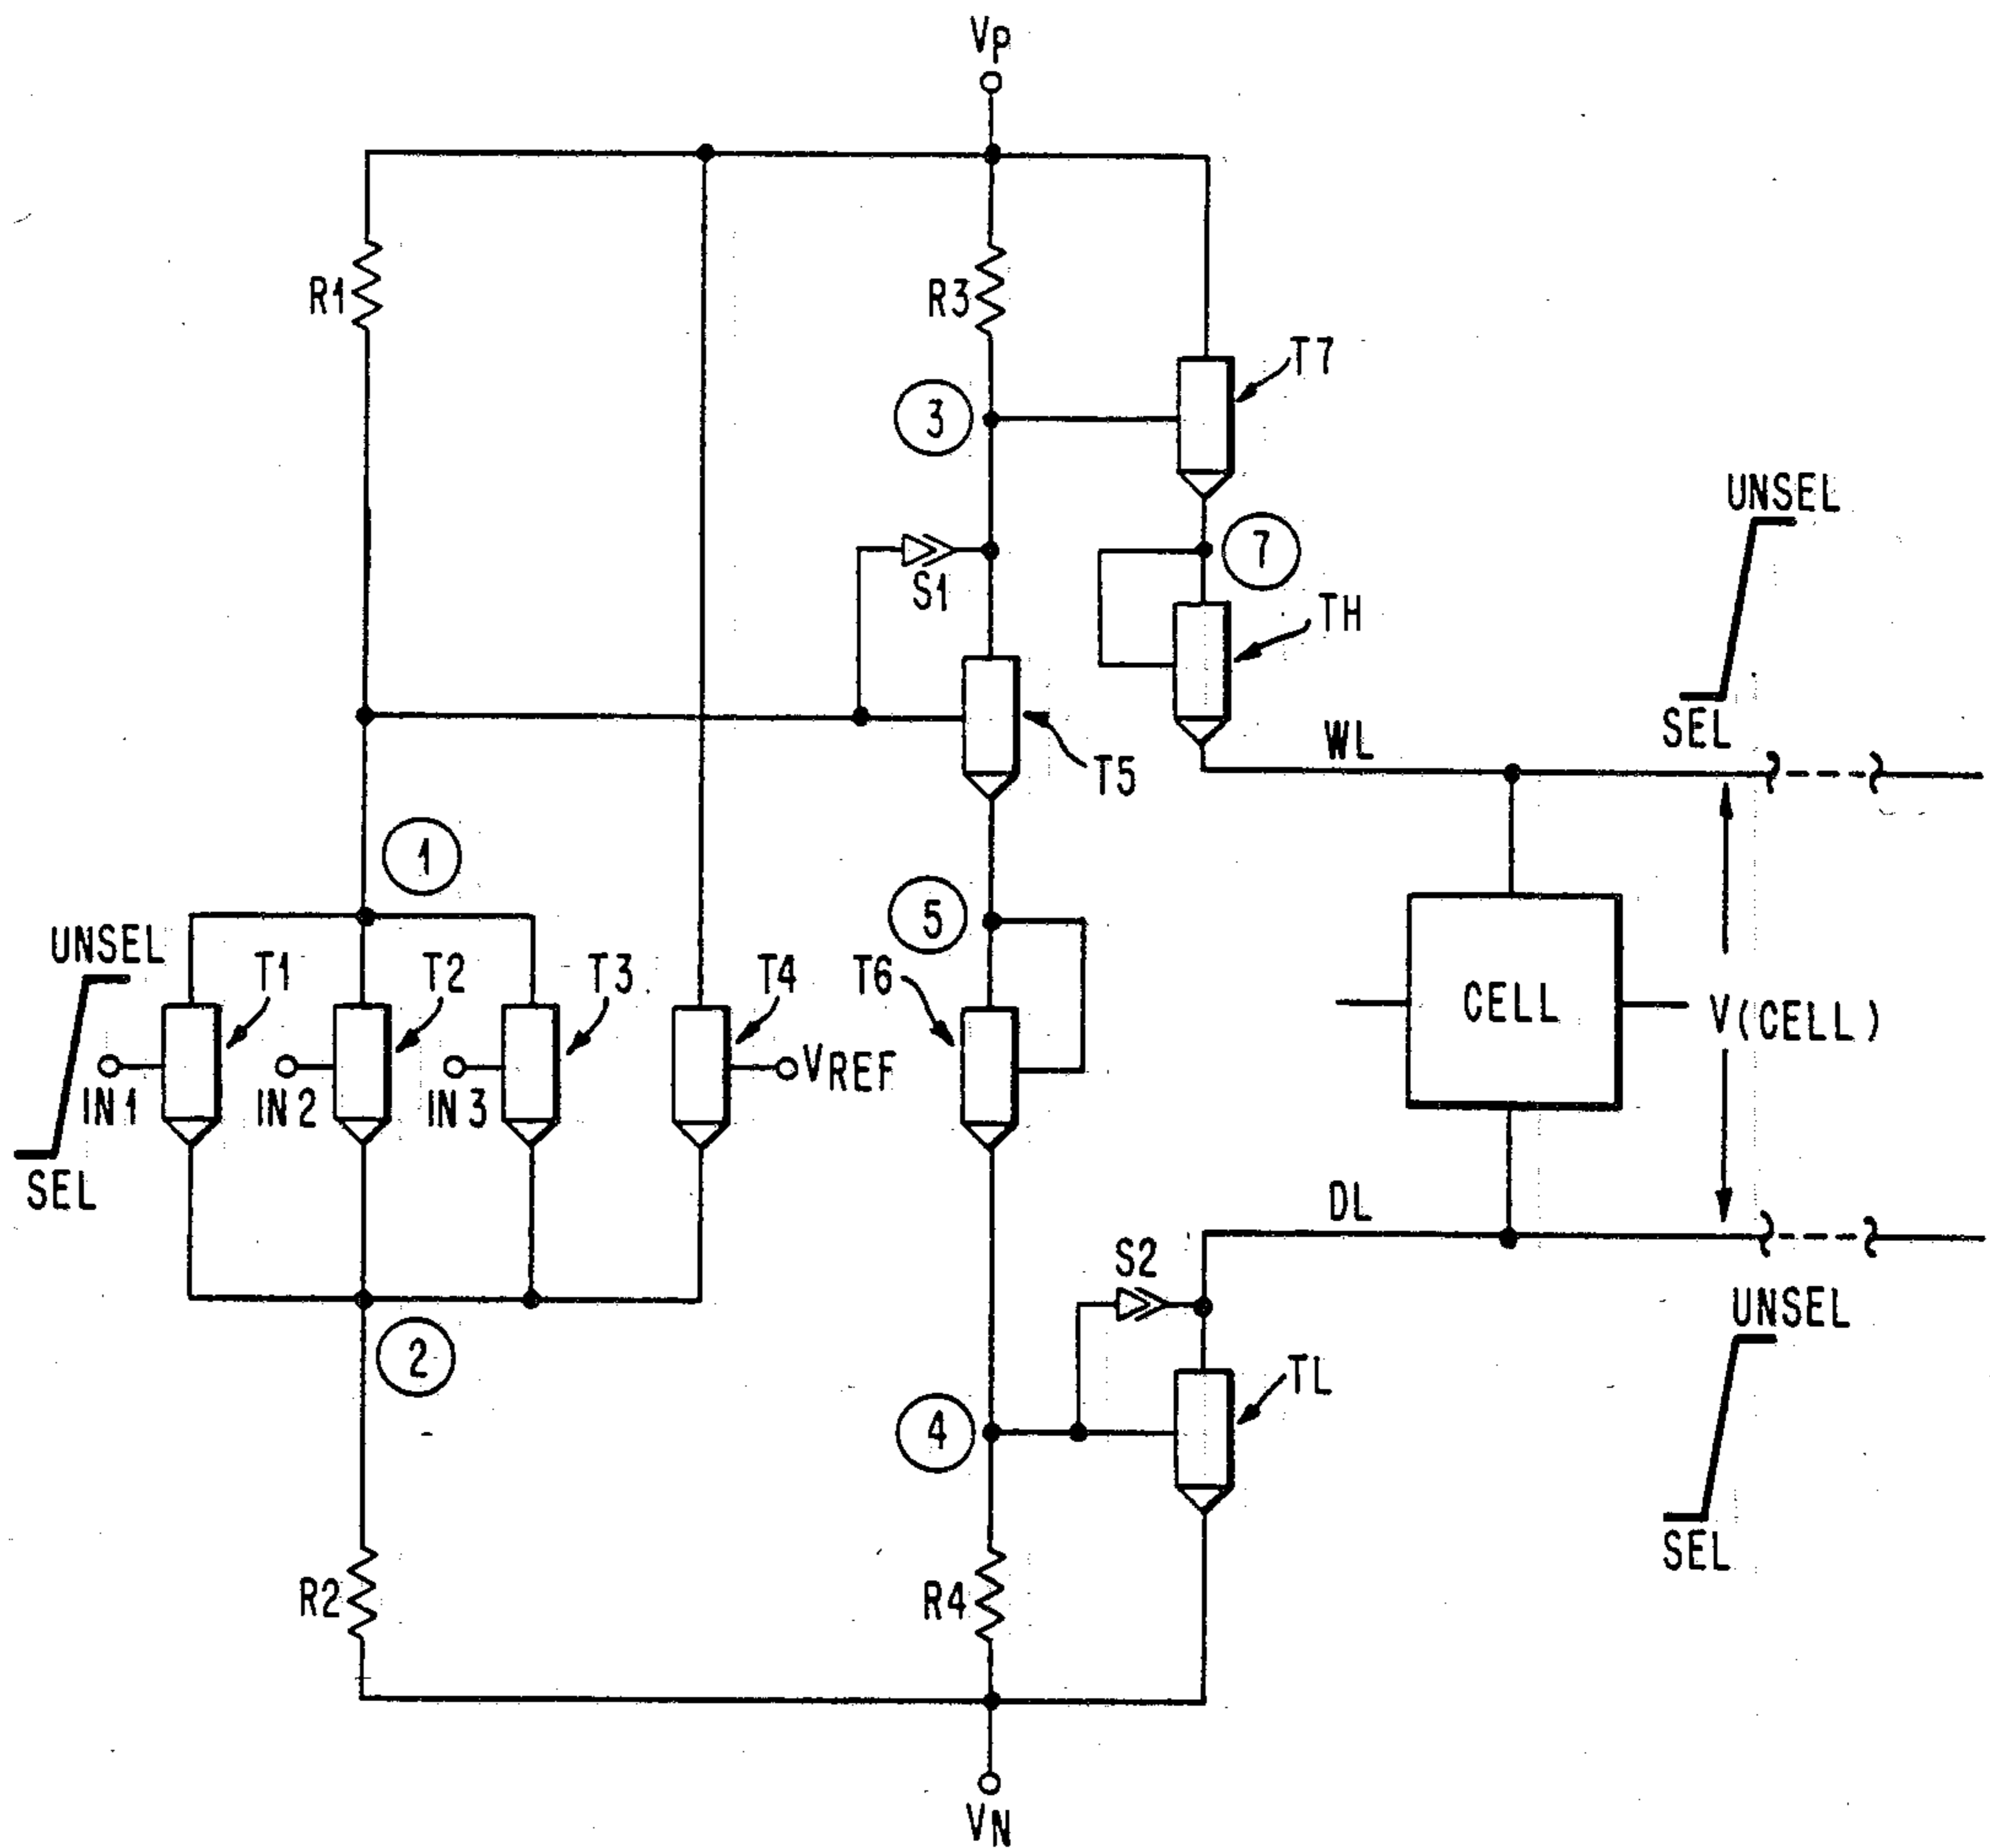 VP
R1
R3
T7
3
UNSEL
7
S1
TH
SEL
WL
T5
1
5
UNSEL
T1
T2
T3
T4
T6
CELL
V(CELL)
IN1
IN2
IN3
VREF
SEL
DL
S2
UNSEL
2
TL
4
SEL
R2
R4
VN